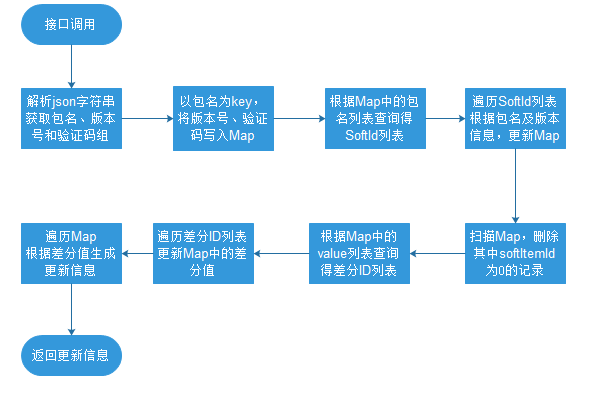 接口调用
解析json字符串
获取包名、版本
号和验证码组
以包名为key，
将版本号、验证
码写入Map
根据Map中的包
名列表查询得
SoftId列表
遍历SoftId列表
根据包名及版本
信息，更新Map
扫描Map，删除
其中softItemId
为0的记录
根据Map中的
value列表查询
得差分ID列表
遍历差分ID列表
更新Map中的差
分值
遍历Map
根据差分值生成
更新信息
返回更新信息